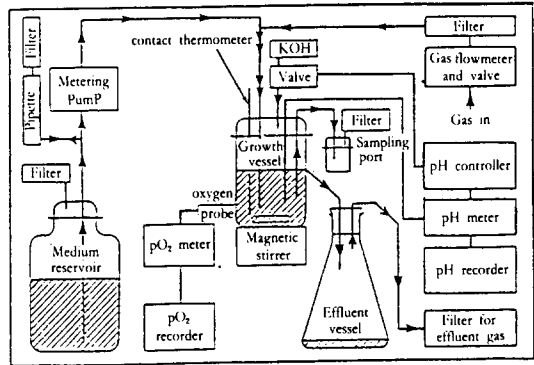 Filter
Pipette
Metering
PumP
contact thermometer
KOH
Valve
Filter
Gas flowmeter
and valve
Gas in
Growth
vessel
Filter
Sampling
port
pH controller
pH meter
pH recorder
Filter
Medium
reservoir
oxygen
probe
pO₂ meter
pO₂
recorder
Magnetic
stirrer
Effluent
vessel
Filter for
effluent gas